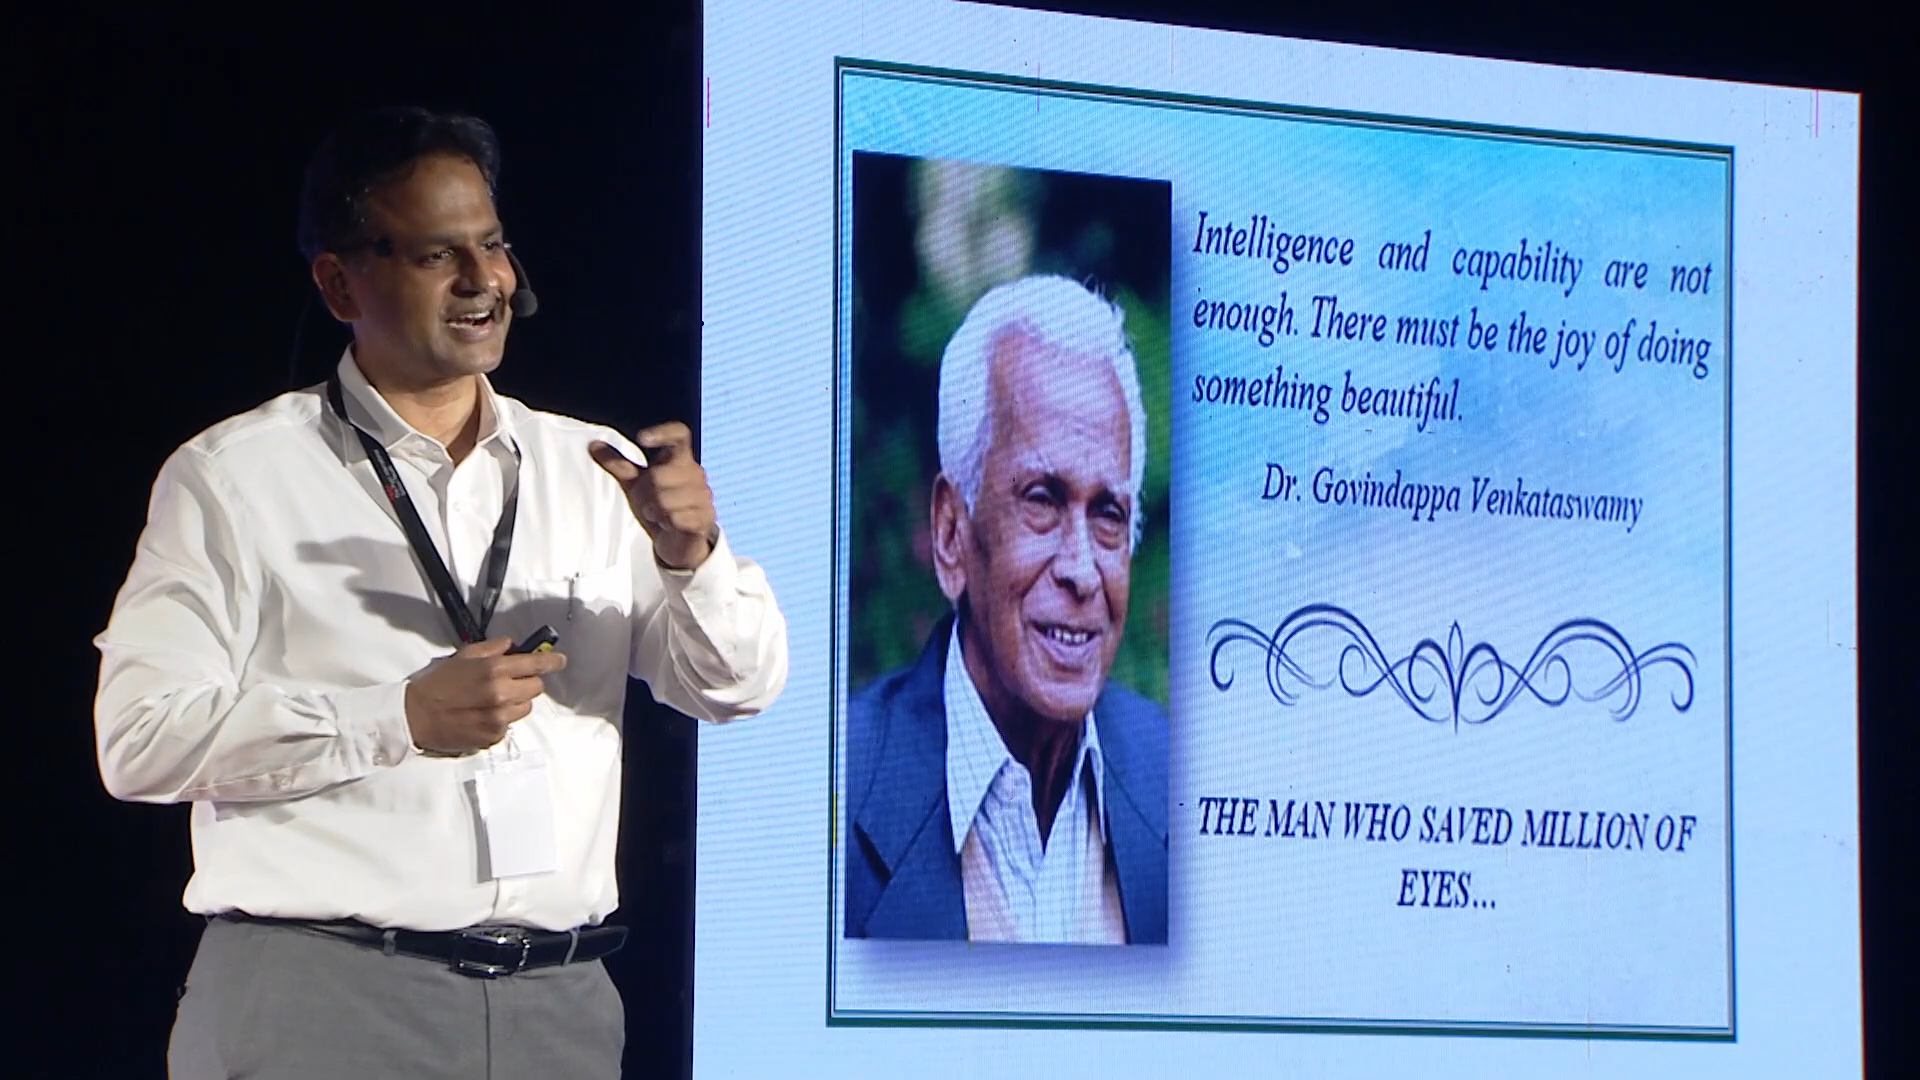 Intelligence and capability are not
enough. There must be the joy of doing
something beautiful.
Dr. Govindappa Venkataswamy
THE MAN WHO SAVED MILLION OF
EYES...